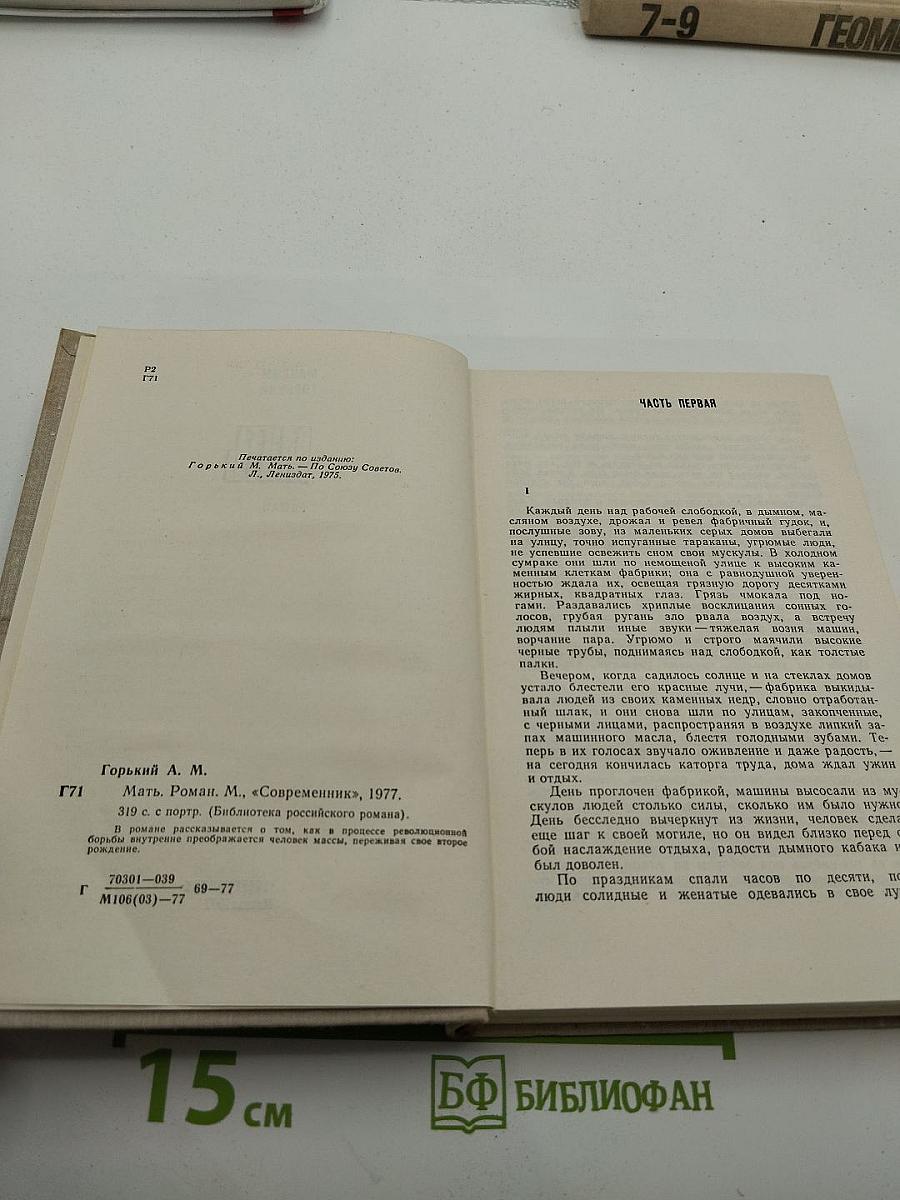 7-9
ГЕОМ
Р2
Г71
Печатается по изданию:
Горький М. Мать. — По Союзу Советов.
Л., Лениздат, 1975.
Горький А. М.
Г71 Мать. Роман. М., «Современник», 1977.
319 с. с портр. (Библиотека российского романа).
В романе рассказывается о том, как в процессе революционной
борьбы внутренне преображается человек массы, переживая свое второе
рождение.
Г 70301—039 69—77
М106(03)—77
ЧАСТЬ ПЕРВАЯ
I
Каждый день над рабочей слободкой, в дымном, ма-
сляном воздухе, дрожал и ревел фабричный гудок, и,
послушные зову, из маленьких серых домов выбегали
на улицу, точно испуганные тараканы, угрюмые люди,
не успевшие освежить сном свои мускулы. В холодном
сумраке они шли по немощеной улице к высоким ка-
менным клеткам фабрики; она с равнодушной уверен-
ностью ждала их, освещая грязную дорогу десятками
жирных, квадратных глаз. Грязь чмокала под но-
гами. Раздавались хриплые восклицания сонных го-
лосов, грубая ругань зло рвала воздух, а встречу
людям плыли иные звуки — тяжелая возня машин,
ворчание пара. Угрюмо и строго маячили высокие
черные трубы, поднимаясь над слободкой, как толстые
палки.
Вечером, когда садилось солнце и на стеклах домов
устало блестели его красные лучи, — фабрика выкиды-
вала людей из своих каменных недр, словно отработан-
ный шлак, и они снова шли по улицам, закопченные,
с черными лицами, распространяя в воздухе липкий за-
пах машинного масла, блестя голодными зубами. Те-
перь в их голосах звучало оживление и даже радость, —
на сегодня кончилась каторга труда, дома ждал ужин
и отдых.
День проглочен фабрикой, машины высосали из му-
скулов людей столько силы, сколько им было нужно
День бесследно вычеркнут из жизни, человек сдела
еще шаг к своей могиле, но он видел близко перед с
бой наслаждение отдыха, радости дымного кабака и
был доволен.
По праздникам спали часов по десяти, по
люди солидные и женатые одевались в свое лу
15 см
БФ БИБЛИОФАН